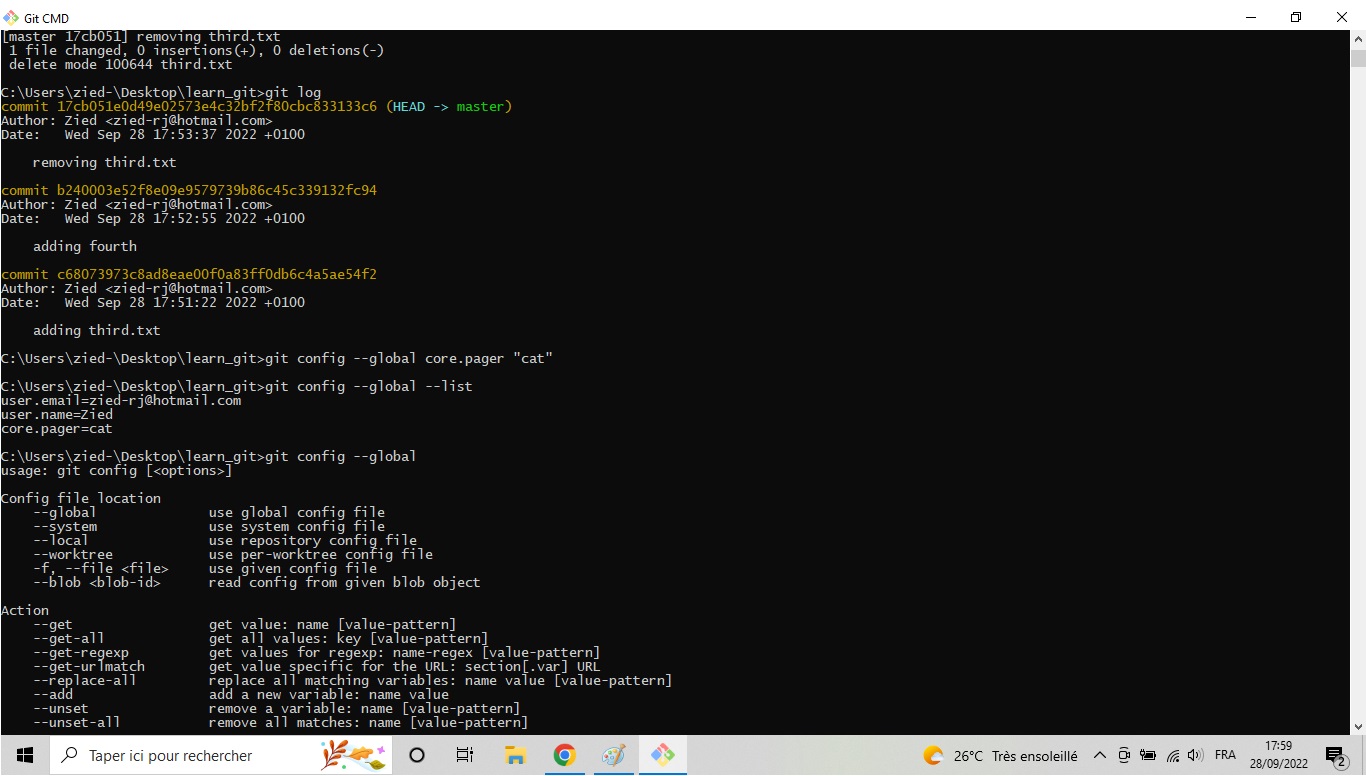 Git CMD
[master 17cb051] removing third.txt
 1 file changed, 0 insertions(+), 0 deletions(-)
 delete mode 100644 third.txt
C:\Users\zied-\Desktop\learn_git>git log
commit 17cb051e0d49e02573e4c32bf2f80cbc833133c6 (HEAD -> master)
Author: Zied <zied-rj@hotmail.com>
Date:   Wed Sep 28 17:53:37 2022 +0100
    removing third.txt
commit b240003e52f8e09e9579739b86c45c339132fc94
Author: Zied <zied-rj@hotmail.com>
Date:   Wed Sep 28 17:52:55 2022 +0100
    adding fourth
commit c68073973c8ad8eae00f0a83ff0db6c4a5ae54f2
Author: Zied <zied-rj@hotmail.com>
Date:   Wed Sep 28 17:51:22 2022 +0100
    adding third.txt
C:\Users\zied-\Desktop\learn_git>git config --global core.pager "cat"
C:\Users\zied-\Desktop\learn_git>git config --global --list
user.email=zied-rj@hotmail.com
user.name=Zied
core.pager=cat
C:\Users\zied-\Desktop\learn_git>git config --global
usage: git config [<options>]
Config file location
    --global              use global config file
    --system              use system config file
    --local               use repository config file
    --worktree            use per-worktree config file
    -f, --file <file>     use given config file
    --blob <blob-id>      read config from given blob object
Action
    --get                 get value: name [value-pattern]
    --get-all             get all values: key [value-pattern]
    --get-regexp          get values for regexp: name-regex [value-pattern]
    --get-urlmatch        get value specific for the URL: section[.var] URL
    --replace-all         replace all matching variables: name value [value-pattern]
    --add                 add a new variable: name value
    --unset               remove a variable: name [value-pattern]
    --unset-all           remove all matches: name [value-pattern]
Taper ici pour rechercher
26°C Très ensoleillé
FRA
17:59
28/09/2022
2